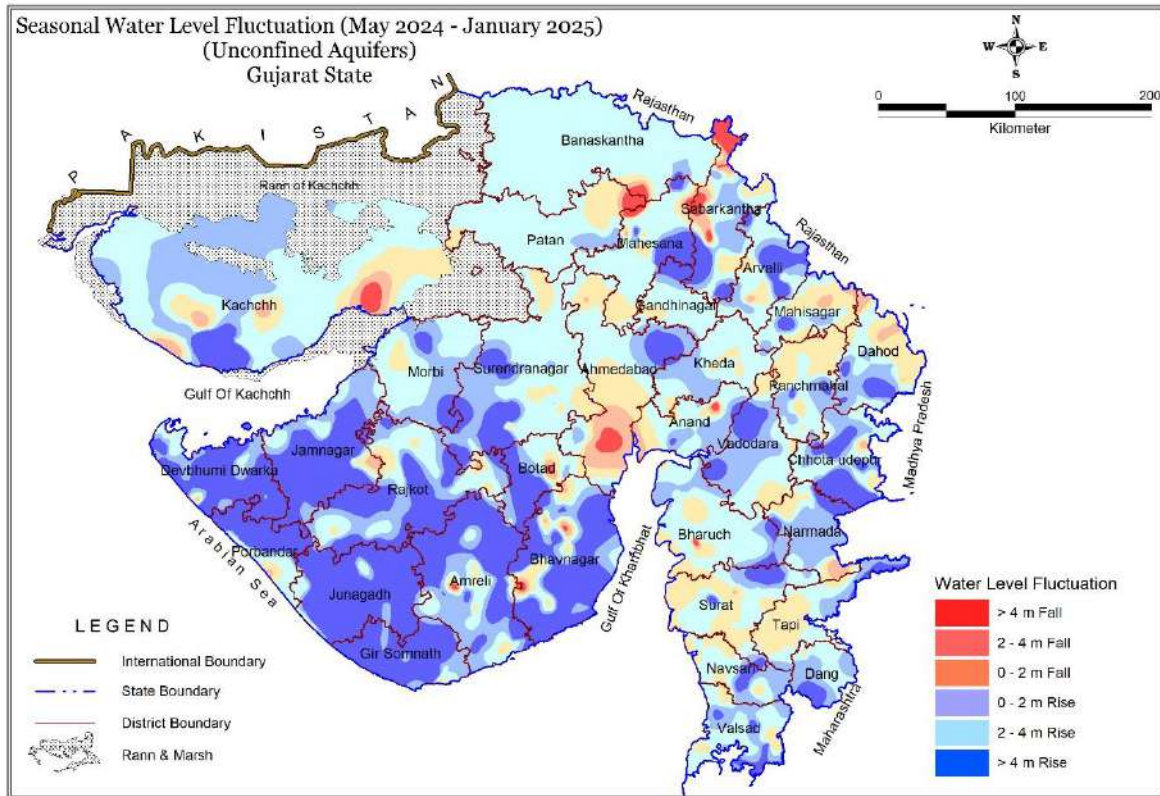 Seasonal Water Level Fluctuation (May 2024 - January 2025)
(Unconfined Aquifers)
Gujarat State
N
W E
S
0 100 200
Kilometer
PAKISTAN
Rajasthan
Banaskantha
Rann of Kachchh
Sabarkantha
Rajasthan
Patan
Mahesana
Arvalli
Kachchh
Gandhinagar
Mahisagar
Dahod
Morbi
Surendranagar
Ahmedabad
Kheda
Panchmahal
Gulf Of Kachchh
Anand
Vadodara
Madhya Pradesh
Jamnagar
Devbhumi Dwarka
Botad
Chhota udepur
Rajkot
Narmada
Bharuch
Arabian Sea
Porbandar
Bhavnagar
Gulf Of Khambhat
Amreli
Junagadh
Surat
Tapi
Gir Somnath
Navsari
Dang
Valsad
Maharashtra
LEGEND
International Boundary
State Boundary
District Boundary
Rann & Marsh
Water Level Fluctuation
> 4 m Fall
2 - 4 m Fall
0 - 2 m Fall
0 - 2 m Rise
2 - 4 m Rise
> 4 m Rise